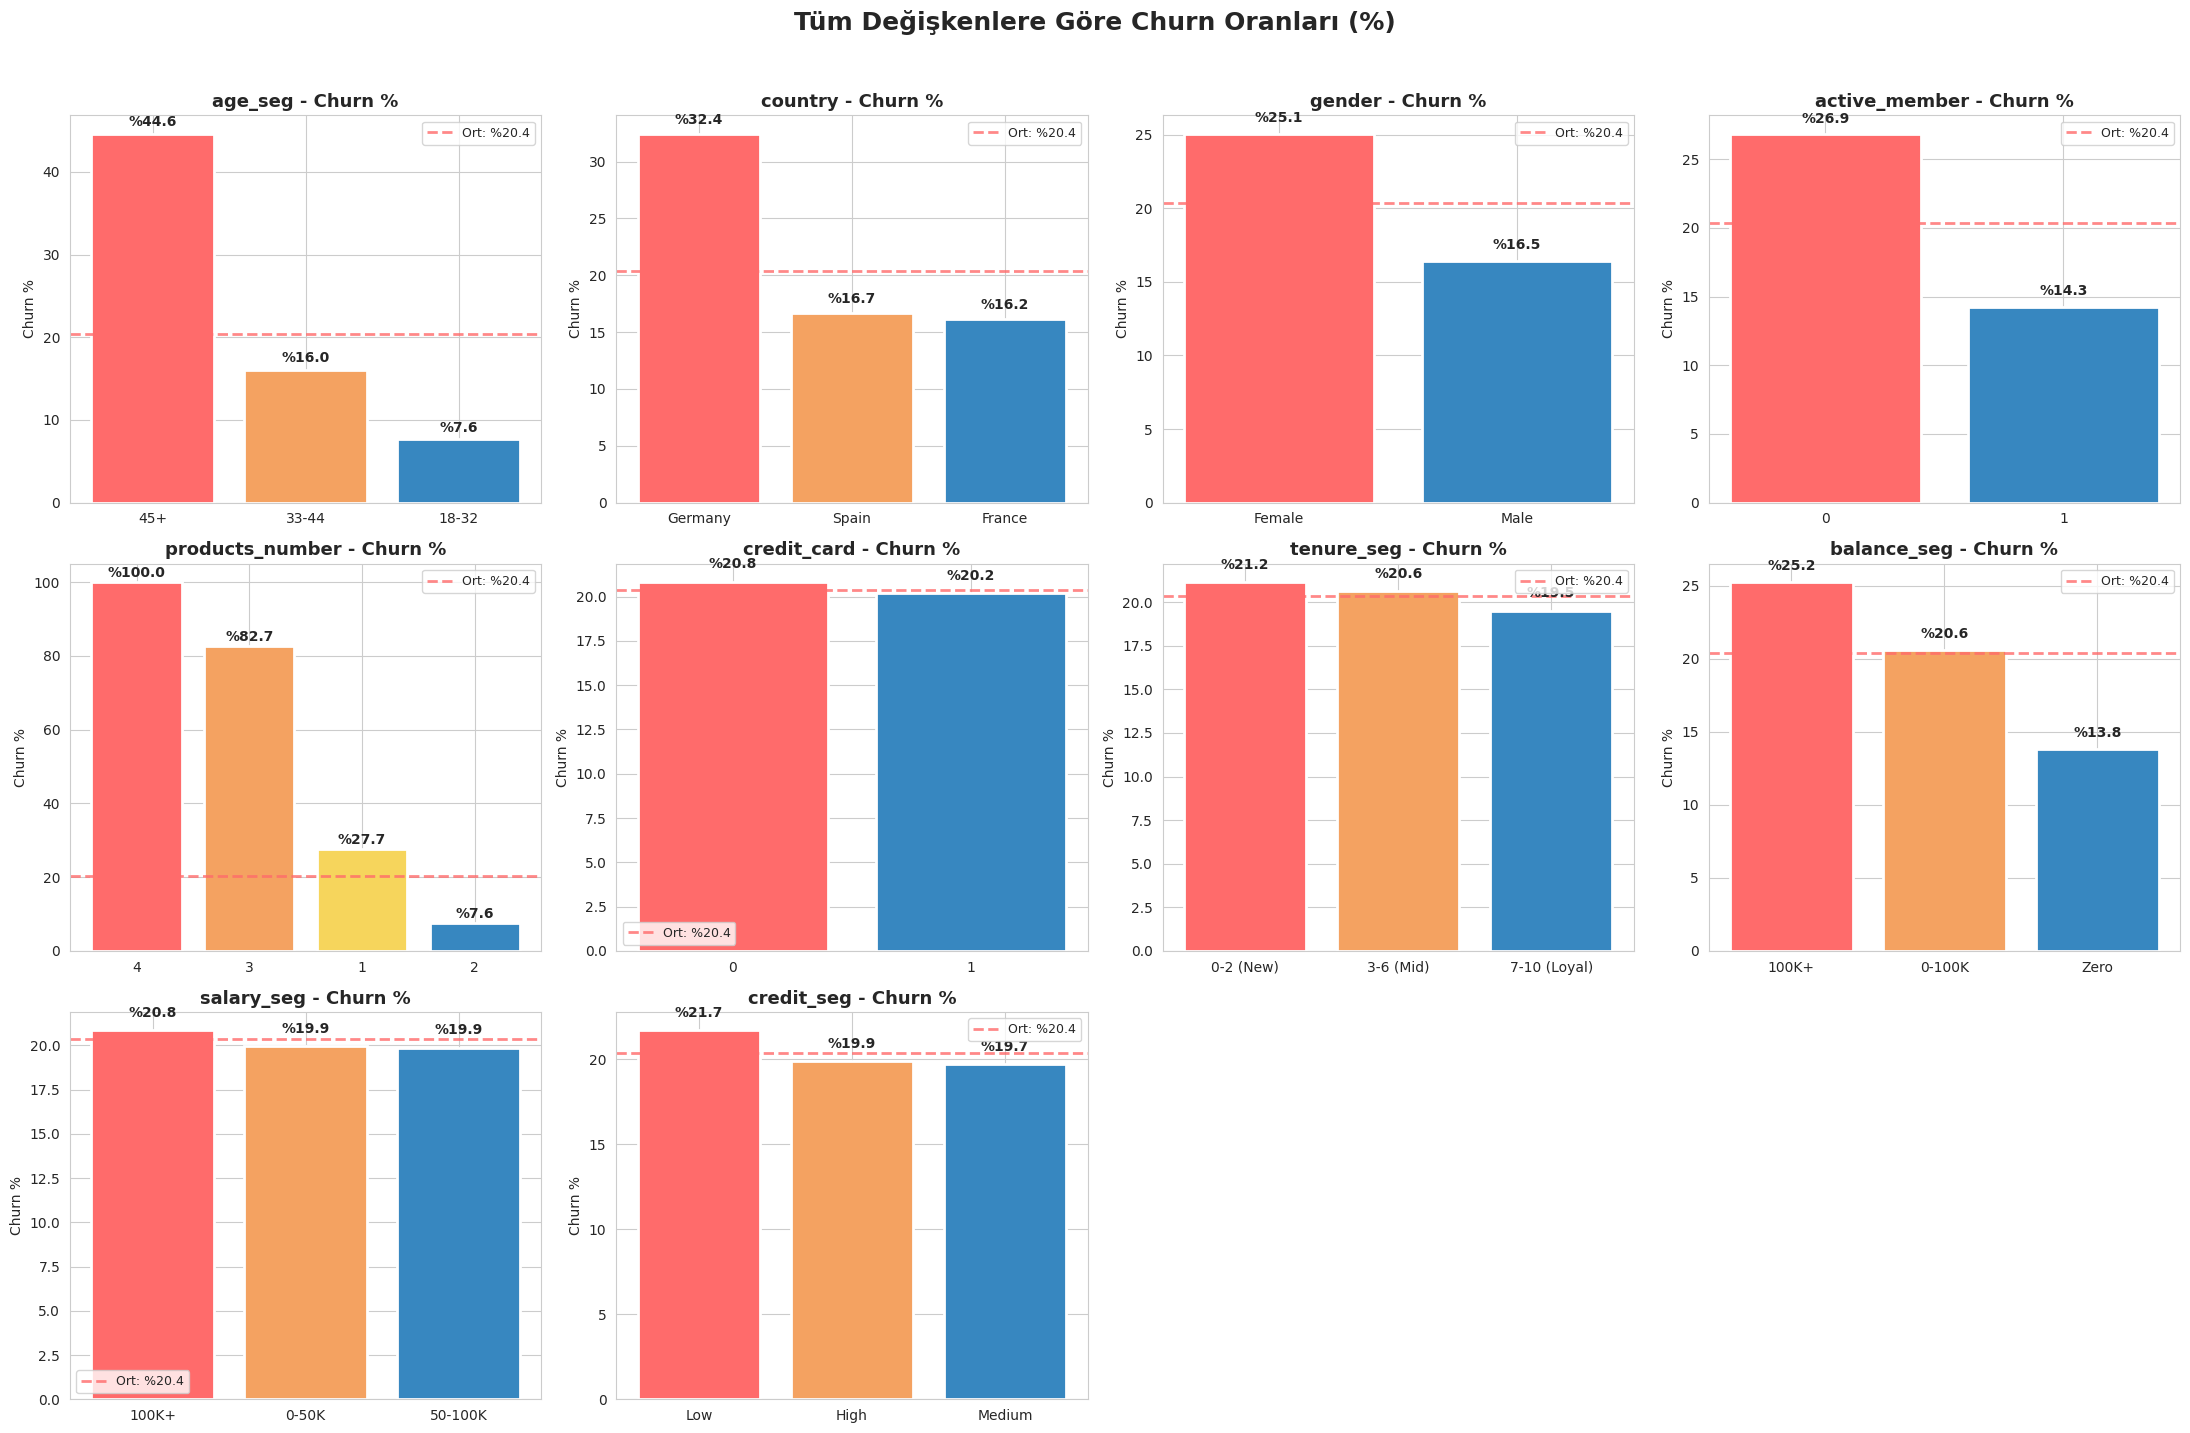 Tüm Değişkenlere Göre Churn Oranları (%)
age_seg - Churn %
%44.6
Ort: %20.4
40
30
20
10
0
Churn %
%16.0
%7.6
45+
33-44
18-32
country - Churn %
%32.4
Ort: %20.4
30
25
20
15
10
5
0
Churn %
%16.7
%16.2
Germany
Spain
France
gender - Churn %
%25.1
Ort: %20.4
25
20
15
10
5
0
Churn %
%16.5
Female
Male
active_member - Churn %
%26.9
Ort: %20.4
25
20
15
10
5
0
Churn %
%14.3
0
1
products_number - Churn %
%100.0
Ort: %20.4
100
80
60
40
20
0
Churn %
%82.7
%27.7
%7.6
4
3
1
2
credit_card - Churn %
%20.8
%20.2
20.0
17.5
15.0
12.5
10.0
7.5
5.0
2.5
0.0
Churn %
Ort: %20.4
0
1
tenure_seg - Churn %
%21.2
%20.6
Ort: %20.4
%19.5
20.0
17.5
15.0
12.5
10.0
7.5
5.0
2.5
0.0
Churn %
0-2 (New)
3-6 (Mid)
7-10 (Loyal)
balance_seg - Churn %
%25.2
Ort: %20.4
25
20
15
10
5
0
Churn %
%20.6
%13.8
100K+
0-100K
Zero
salary_seg - Churn %
%20.8
%19.9
%19.9
20.0
17.5
15.0
12.5
10.0
7.5
5.0
2.5
0.0
Churn %
Ort: %20.4
100K+
0-50K
50-100K
credit_seg - Churn %
%21.7
Ort: %20.4
%19.9
%19.7
20
15
10
5
0
Churn %
Low
High
Medium